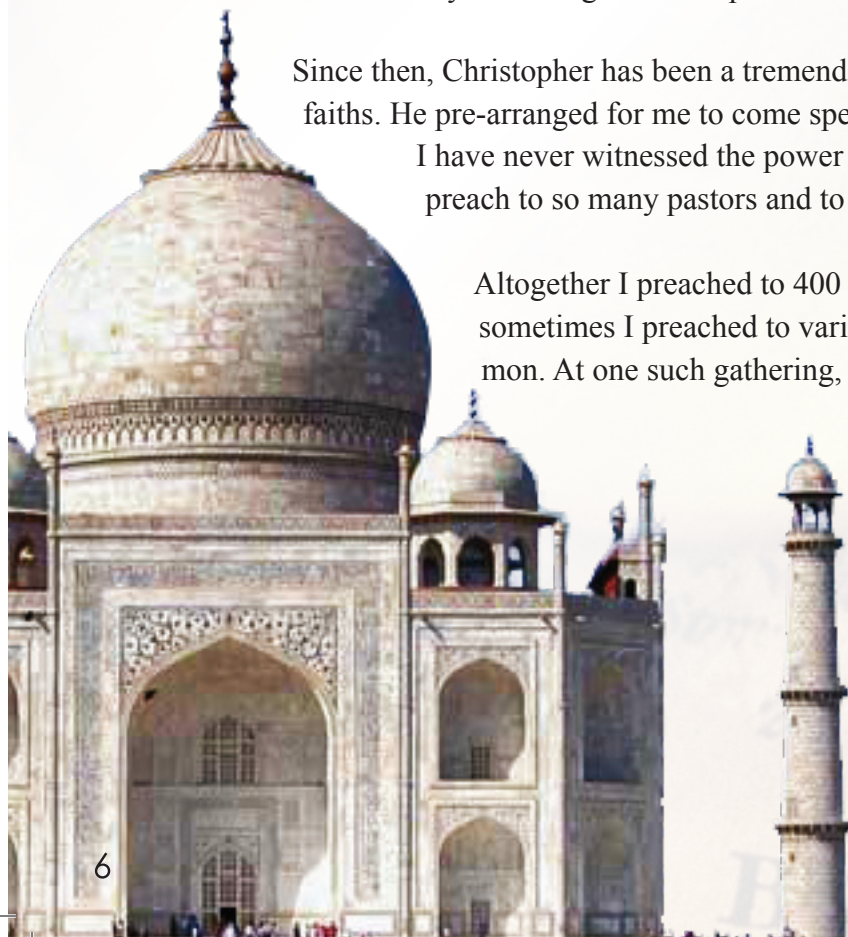 Since then, Christopher has been a tremend
faiths. He pre-arranged for me to come spe
I have never witnessed the power
preach to so many pastors and to
Altogether I preached to 400
sometimes I preached to vari
mon. At one such gathering,
6